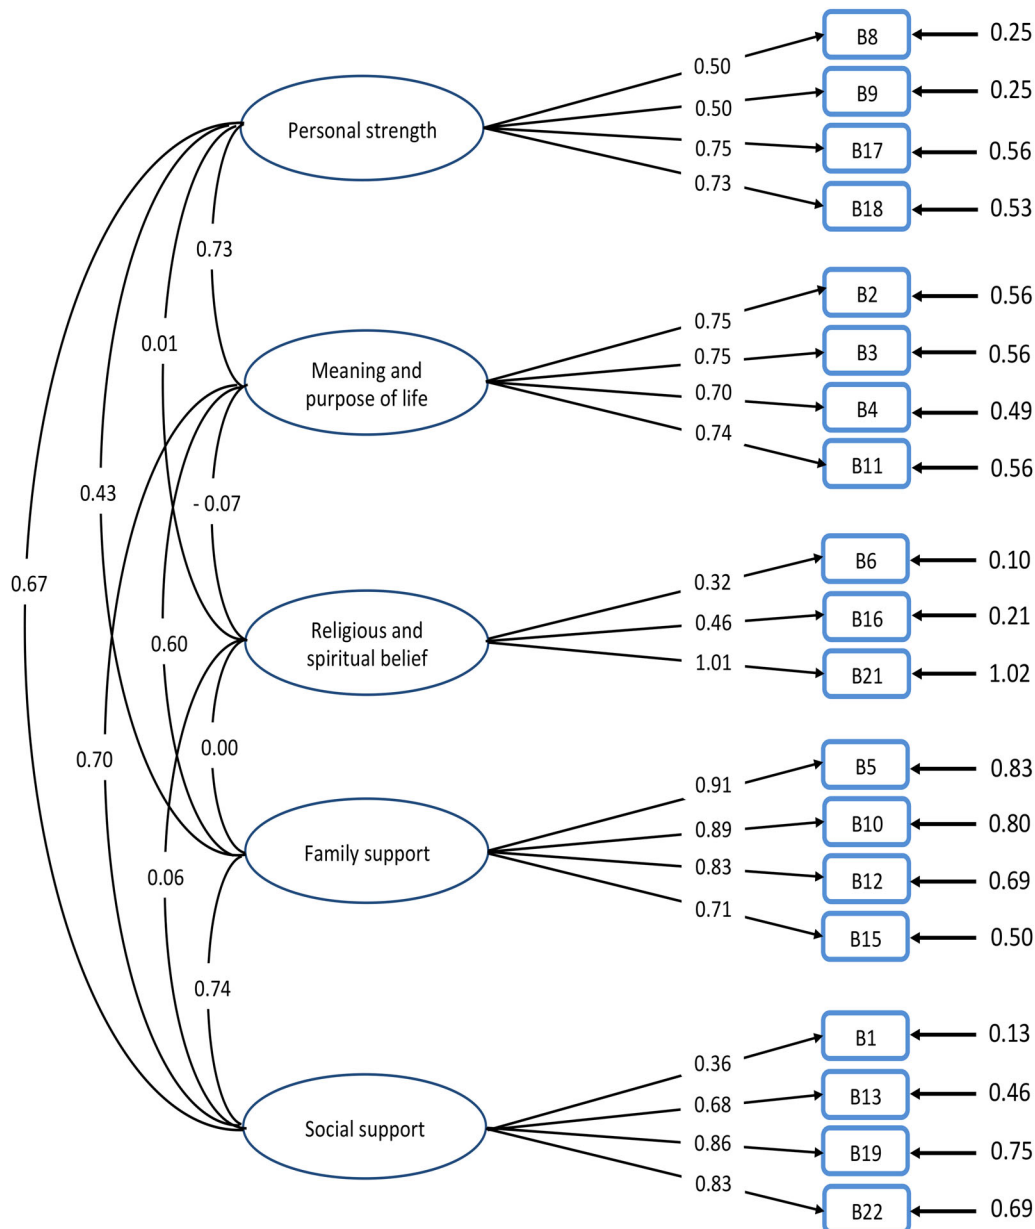 B8
0.25
0.50
B9
0.25
Personal strength
0.50
0.75
B17
0.56
0.73
B18
0.53
0.73
B2
0.56
0.75
0.01
B3
0.56
Meaning and
purpose of life
0.75
0.70
B4
0.49
0.74
B11
0.56
0.43
- 0.07
B6
0.10
0.67
0.32
Religious and
spiritual belief
0.60
0.46
B16
0.21
1.01
B21
1.02
0.70
0.00
B5
0.83
0.91
B10
0.80
Family support
0.89
0.83
B12
0.69
0.06
0.71
B15
0.50
0.74
B1
0.13
0.36
B13
0.46
Social support
0.68
0.86
B19
0.75
0.83
B22
0.69